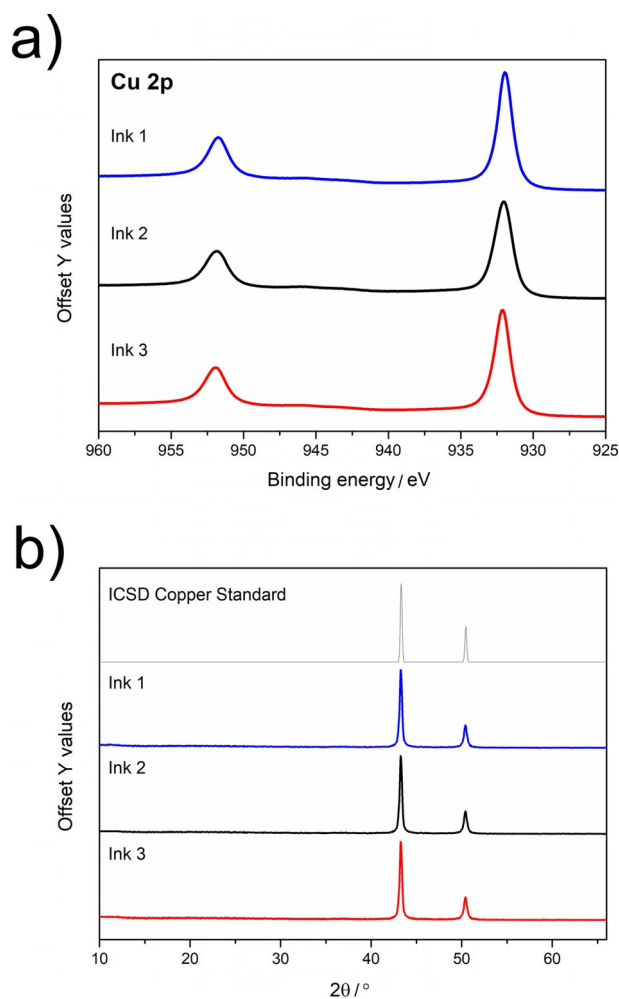 a)
Cu 2p
Ink 1
Ink 2
Ink 3
Offset Y values
960 955 950 945 940 935 930 925
Binding energy / eV
b)
ICSD Copper Standard
Ink 1
Ink 2
Ink 3
Offset Y values
10 20 30 40 50 60
2θ / °